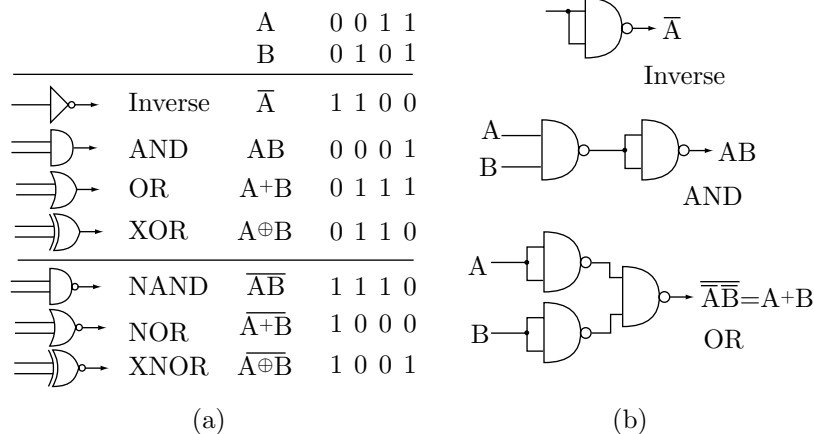 A 0 0 1 1
B 0 1 0 1
Inverse A̅ 1 1 0 0
AND AB 0 0 0 1
OR A+B 0 1 1 1
XOR A⊕B 0 1 1 0
NAND A̅B̅ 1 1 1 0
NOR A̅+̅B̅ 1 0 0 0
XNOR A̅⊕̅B̅ 1 0 0 1
(a)
A̅
Inverse
A
B
AB
AND
A
B
A̿B̿=A+B
OR
(b)